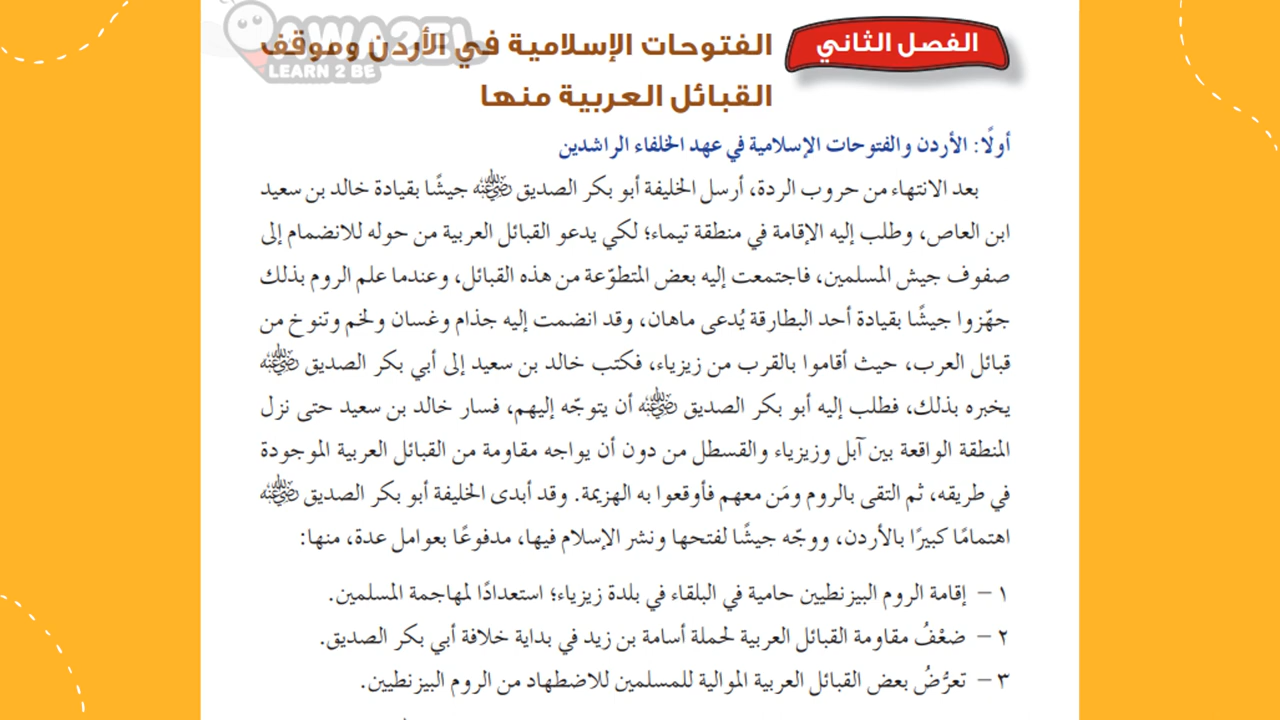 AWA2EL
LEARN 2 BE
الفصل الثاني
الفتوحات الإسلامية في الأردن وموقف
القبائل العربية منها
أولًا: الأردن والفتوحات الإسلامية في عهد الخلفاء الراشدين
بعد الانتهاء من حروب الردة، أرسل الخليفة أبو بكر الصديق رضي الله عنه جيشًا بقيادة خالد بن سعيد
ابن العاص، وطلب إليه الإقامة في منطقة تيماء؛ لكي يدعو القبائل العربية من حوله للانضمام إلى
صفوف جيش المسلمين، فاجتمعت إليه بعض المتطوّعة من هذه القبائل، وعندما علم الروم بذلك
جهّزوا جيشًا بقيادة أحد البطارقة يُدعى ماهان، وقد انضمت إليه جذام وغسان ولخم وتنوخ من
قبائل العرب، حيث أقاموا بالقرب من زيزياء، فكتب خالد بن سعيد إلى أبي بكر الصديق رضي الله عنه
يخبره بذلك، فطلب إليه أبو بكر الصديق رضي الله عنه أن يتوجّه إليهم، فسار خالد بن سعيد حتى نزل
المنطقة الواقعة بين آبل وزيزياء والقسطل من دون أن يواجه مقاومة من القبائل العربية الموجودة
في طريقه، ثم التقى بالروم ومَن معهم فأوقعوا به الهزيمة. وقد أبدى الخليفة أبو بكر الصديق رضي الله عنه
اهتمامًا كبيرًا بالأردن، ووجّه جيشًا لفتحها ونشر الإسلام فيها، مدفوعًا بعوامل عدة، منها:
١ – إقامة الروم البيزنطيين حامية في البلقاء في بلدة زيزياء؛ استعدادًا لمهاجمة المسلمين.
٢ – ضعْفُ مقاومة القبائل العربية لحملة أسامة بن زيد في بداية خلافة أبي بكر الصديق.
٣ – تعرُّضُ بعض القبائل العربية الموالية للمسلمين للاضطهاد من الروم البيزنطيين.